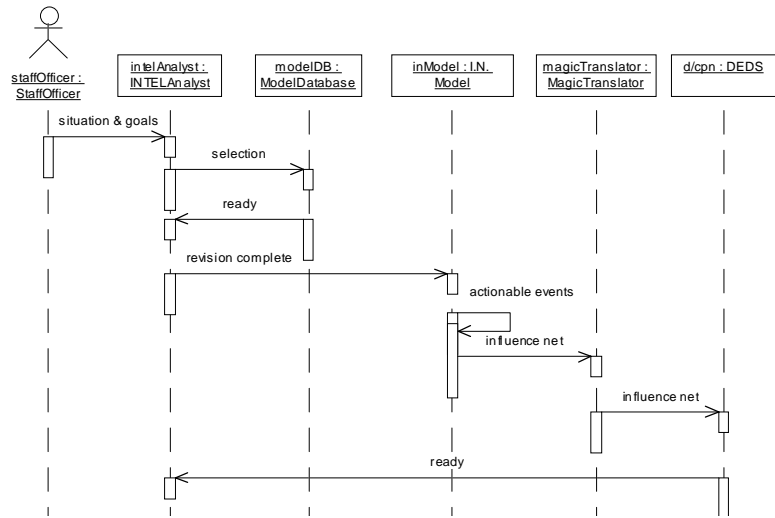 staffOfficer :
StaffOfficer
intelAnalyst :
INTELAnalyst
modelDB :
ModelDatabase
inModel : I.N.
Model
magicTranslator :
MagicTranslator
d/cpn : DEDS
situation & goals
selection
ready
revision complete
actionable events
influence net
influence net
ready